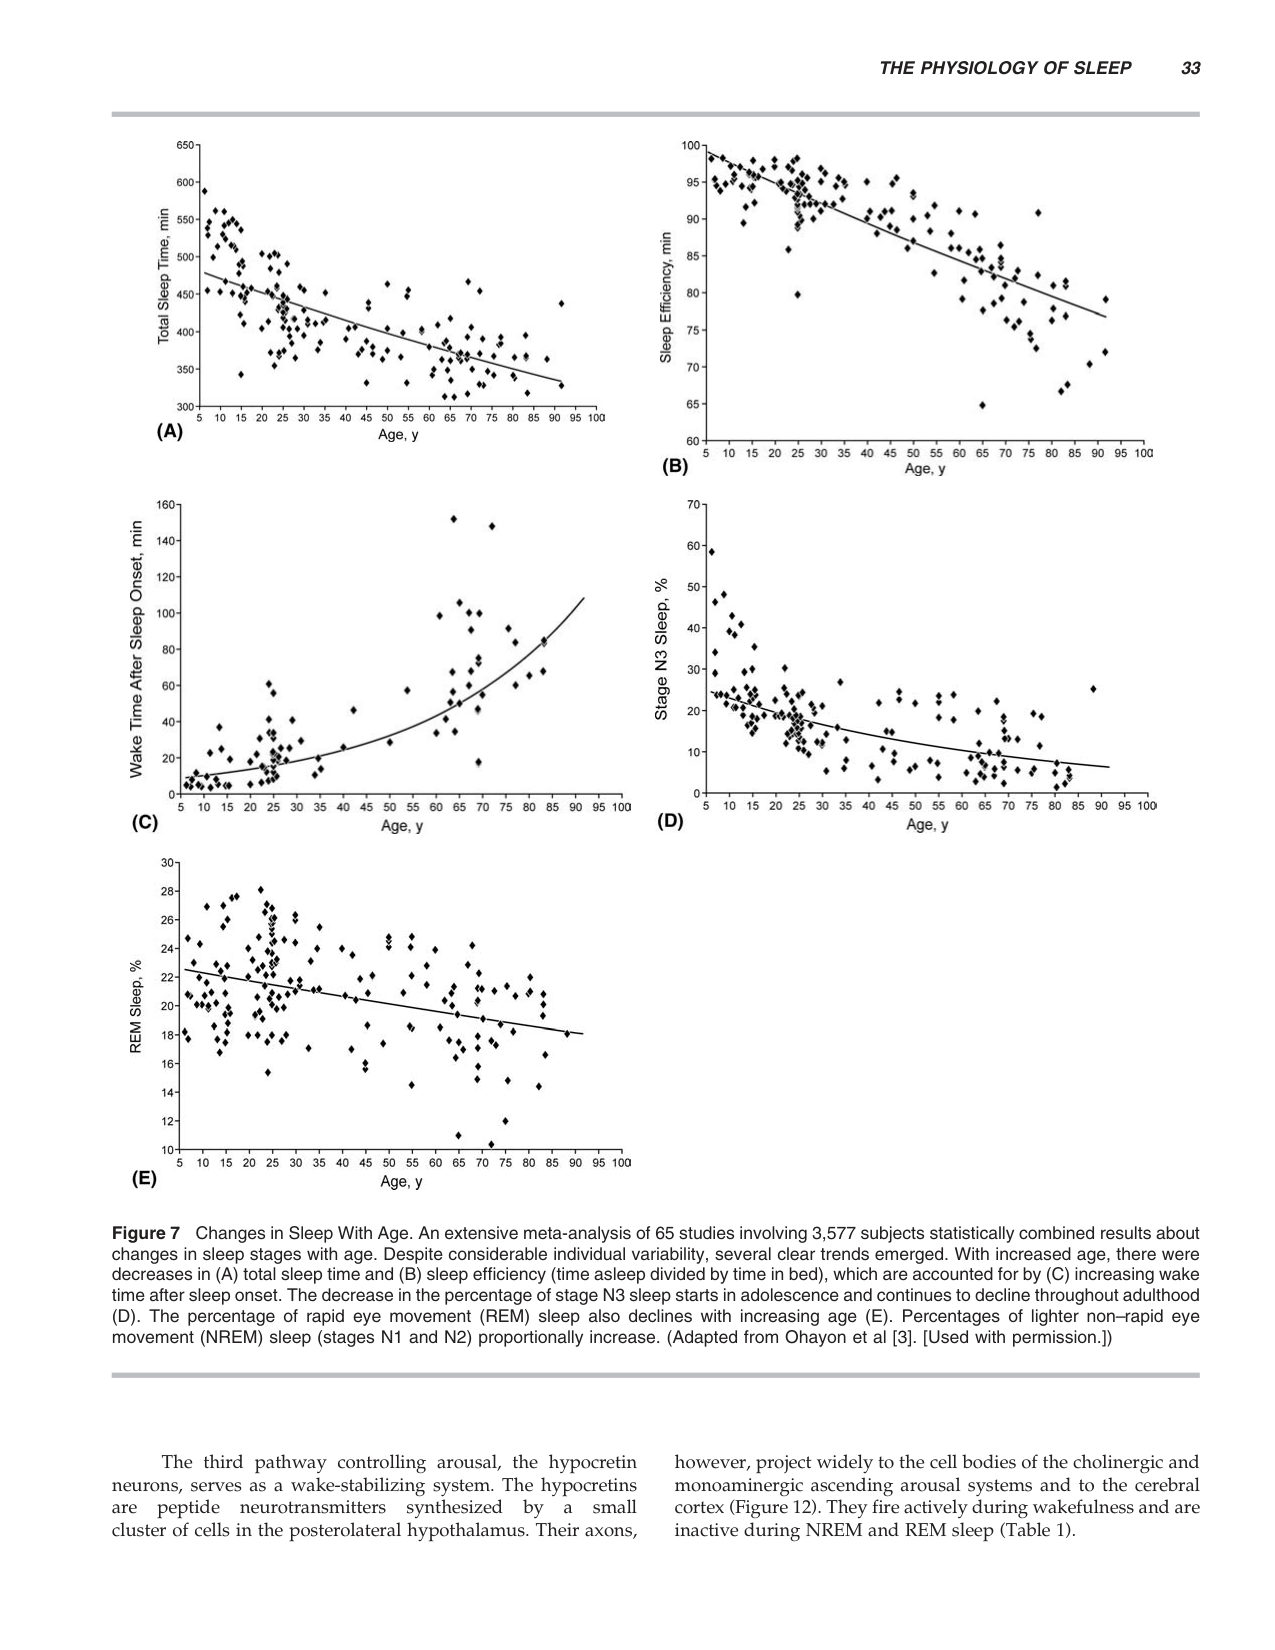 THE PHYSIOLOGY OF SLEEP 33
650
600
550
500
450
400
350
300
Total Sleep Time, min
5 10 15 20 25 30 35 40 45 50 55 60 65 70 75 80 85 90 95 100
Age, y
(A)
100
95
90
85
80
75
70
65
60
Sleep Efficiency, min
5 10 15 20 25 30 35 40 45 50 55 60 65 70 75 80 85 90 95 100
Age, y
(B)
160
140
120
100
80
60
40
20
0
Wake Time After Sleep Onset, min
5 10 15 20 25 30 35 40 45 50 55 60 65 70 75 80 85 90 95 100
Age, y
(C)
70
60
50
40
30
20
10
0
Stage N3 Sleep, %
5 10 15 20 25 30 35 40 45 50 55 60 65 70 75 80 85 90 95 100
Age, y
(D)
30
28
26
24
22
20
18
16
14
12
10
REM Sleep, %
5 10 15 20 25 30 35 40 45 50 55 60 65 70 75 80 85 90 95 100
Age, y
(E)
Figure 7 Changes in Sleep With Age. An extensive meta-analysis of 65 studies involving 3,577 subjects statistically combined results about
changes in sleep stages with age. Despite considerable individual variability, several clear trends emerged. With increased age, there were
decreases in (A) total sleep time and (B) sleep efficiency (time asleep divided by time in bed), which are accounted for by (C) increasing wake
time after sleep onset. The decrease in the percentage of stage N3 sleep starts in adolescence and continues to decline throughout adulthood
(D). The percentage of rapid eye movement (REM) sleep also declines with increasing age (E). Percentages of lighter non–rapid eye
movement (NREM) sleep (stages N1 and N2) proportionally increase. (Adapted from Ohayon et al [3]. [Used with permission.])
The third pathway controlling arousal, the hypocretin
neurons, serves as a wake-stabilizing system. The hypocretins
are peptide neurotransmitters synthesized by a small
cluster of cells in the posterolateral hypothalamus. Their axons,
however, project widely to the cell bodies of the cholinergic and
monoaminergic ascending arousal systems and to the cerebral
cortex (Figure 12). They fire actively during wakefulness and are
inactive during NREM and REM sleep (Table 1).